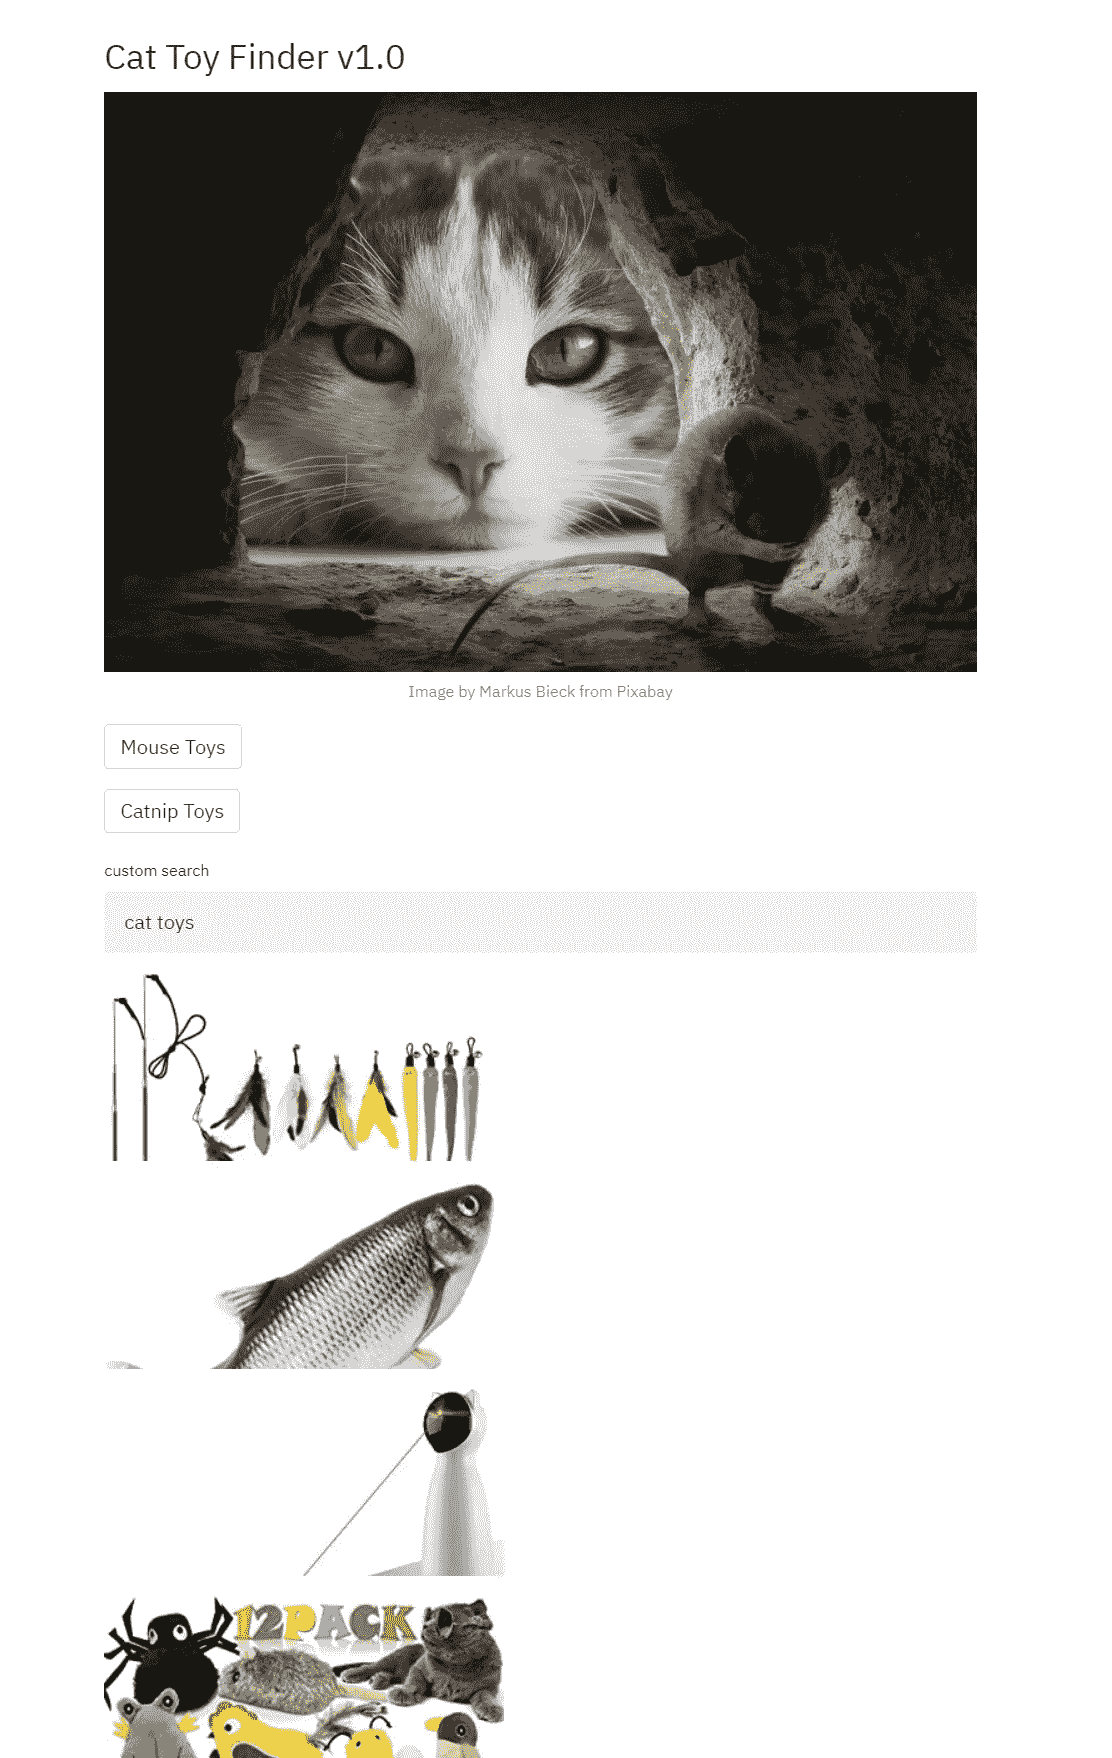 Cat Toy Finder v1.0
Image by Markus Bieck from Pixabay
Mouse Toys
Catnip Toys
custom search
cat toys
12PACK